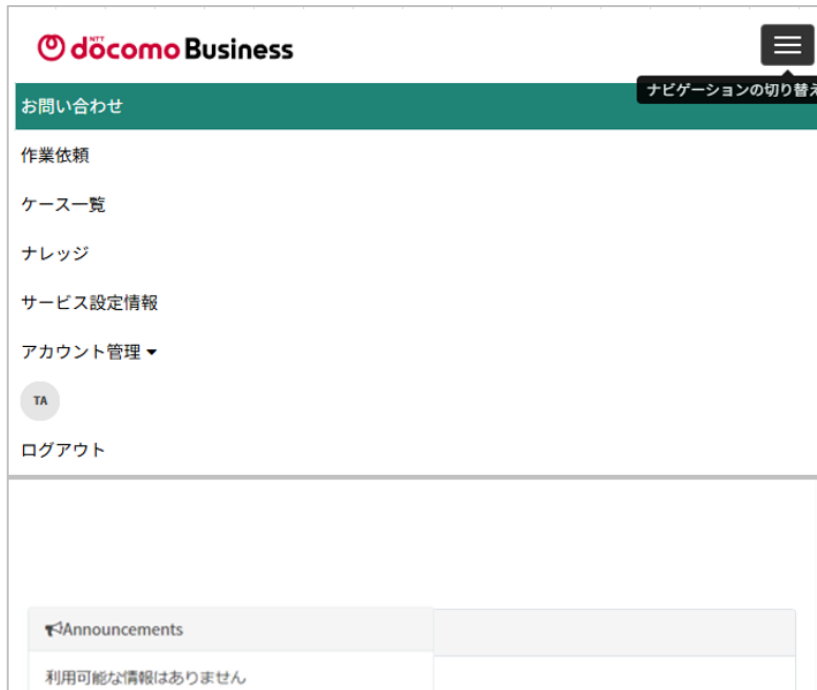 NTT
döcomo Business
ナビゲーションの切り替え
お問い合わせ
作業依頼
ケース一覧
ナレッジ
サービス設定情報
アカウント管理
TA
ログアウト
Announcements
利用可能な情報はありません